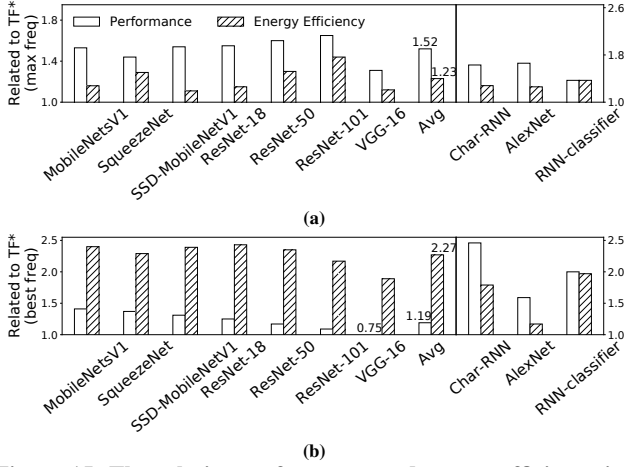 Performance Energy Efficiency
Related to TF*
(max freq)
1.8
1.4
1.0
2.6
1.8
1.0
1.52
1.23
MobileNetsV1
SqueezeNet
SSD-MobileNetV1
ResNet-18
ResNet-50
ResNet-101
VGG-16
Avg
Char-RNN
AlexNet
RNN-classifier
(a)
Related to TF*
(best freq)
2.5
2.0
1.5
1.0
2.5
2.0
1.5
1.0
0.75
1.19
2.27
MobileNetsV1
SqueezeNet
SSD-MobileNetV1
ResNet-18
ResNet-50
ResNet-101
VGG-16
Avg
Char-RNN
AlexNet
RNN-classifier
(b)